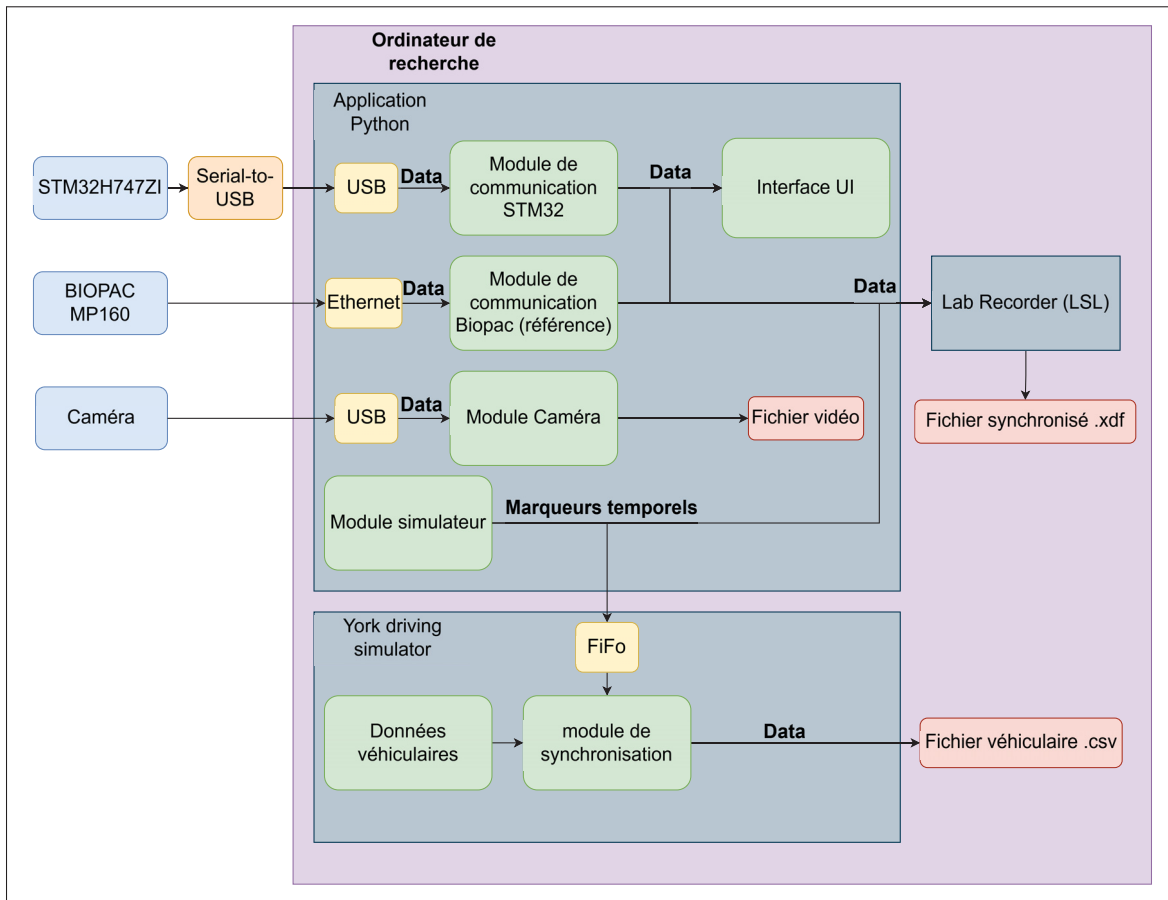 Ordinateur de
recherche
Application
Python
STM32H747ZI
Serial-to-
USB
USB
Data
Module de
communication
STM32
Data
Interface UI
BIOPAC
MP160
Ethernet
Data
Module de
communication
Biopac (référence)
Data
Lab Recorder (LSL)
Caméra
USB
Data
Module Caméra
Fichier vidéo
Fichier synchronisé .xdf
Module simulateur
Marqueurs temporels
York driving
simulator
FiFo
Données
véhiculaires
module de
synchronisation
Data
Fichier véhiculaire .csv